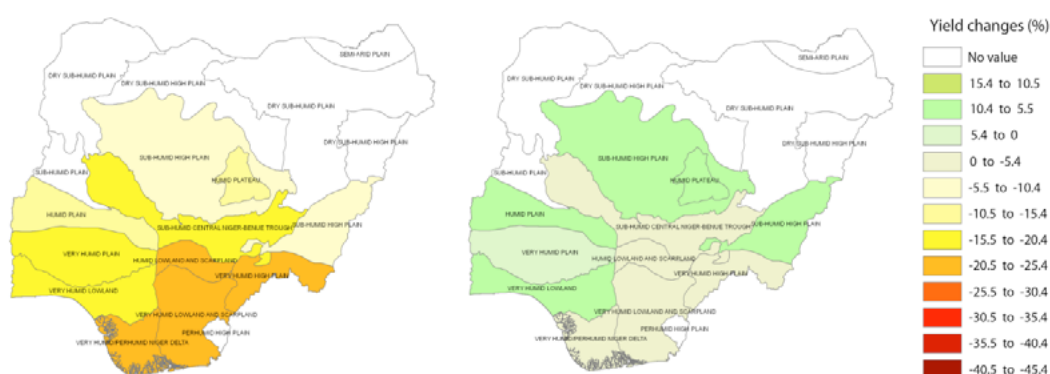 SEMI-ARID PLAIN
DRY SUB-HUMID PLAIN
DRY SUB-HUMID HIGH PLAIN
DRY SUB-HUMID PLAIN
DRY SUB-HUMID HIGH PLAIN
SUB-HUMID HIGH PLAIN
SUB-HUMID PLAIN
HUMID PLATEAU
HUMID PLAIN
SUB-HUMID HIGH PLAIN
SUB-HUMID CENTRAL NIGER-BENUE TROUGH
VERY HUMID PLAIN
HUMID LOWLAND AND SCARPLAND
VERY HUMID HIGH PLAIN
VERY HUMID LOWLAND
VERY HUMID LOWLAND AND SCARPLAND
PERHUMID HIGH PLAIN
VERY HUMID/PERHUMID NIGER DELTA
SEMI-ARID PLAIN
DRY SUB-HUMID PLAIN
DRY SUB-HUMID HIGH PLAIN
DRY SUB-HUMID PLAIN
DRY SUB-HUMID HIGH PLAIN
SUB-HUMID HIGH PLAIN
SUB-HUMID PLAIN
HUMID PLATEAU
HUMID PLAIN
SUB-HUMID HIGH PLAIN
SUB-HUMID CENTRAL NIGER-BENUE TROUGH
VERY HUMID PLAIN
HUMID LOWLAND AND SCARPLAND
VERY HUMID HIGH PLAIN
VERY HUMID LOWLAND
VERY HUMID LOWLAND AND SCARPLAND
PERHUMID HIGH PLAIN
VERY HUMID/PERHUMID NIGER DELTA
Yield changes (%)
No value
15.4 to 10.5
10.4 to 5.5
5.4 to 0
0 to -5.4
-5.5 to -10.4
-10.5 to -15.4
-15.5 to -20.4
-20.5 to -25.4
-25.5 to -30.4
-30.5 to -35.4
-35.5 to -40.4
-40.5 to -45.4